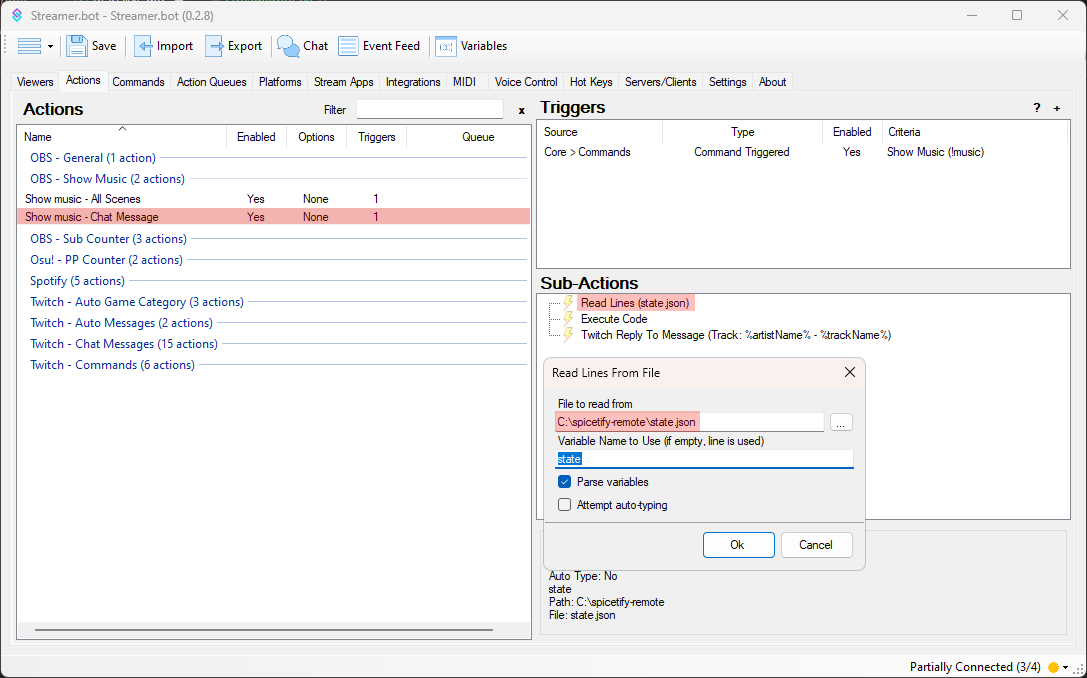 Streamer.bot - Streamer.bot (0.2.8)
Save Import Export Chat Event Feed Variables
Viewers Actions Commands Action Queues Platforms Stream Apps Integrations MIDI Voice Control Hot Keys Servers/Clients Settings About
Actions
Filter
x
Name Enabled Options Triggers Queue
OBS - General (1 action)
OBS - Show Music (2 actions)
Show music - All Scenes Yes None 1
Show music - Chat Message Yes None 1
OBS - Sub Counter (3 actions)
Osu! - PP Counter (2 actions)
Spotify (5 actions)
Twitch - Auto Game Category (3 actions)
Twitch - Auto Messages (2 actions)
Twitch - Chat Messages (15 actions)
Twitch - Commands (6 actions)
Triggers
? +
Source Type Enabled Criteria
Core > Commands Command Triggered Yes Show Music (!music)
Sub-Actions
Read Lines (state.json)
Execute Code
Twitch Reply To Message (Track: %artistName% - %trackName%)
Read Lines From File
File to read from
C:\spicetify-remote\state.json
...
Variable Name to Use (if empty, line is used)
state
Parse variables
Attempt auto-typing
Ok Cancel
Auto Type: No
state
Path: C:\spicetify-remote
File: state.json
Partially Connected (3/4)